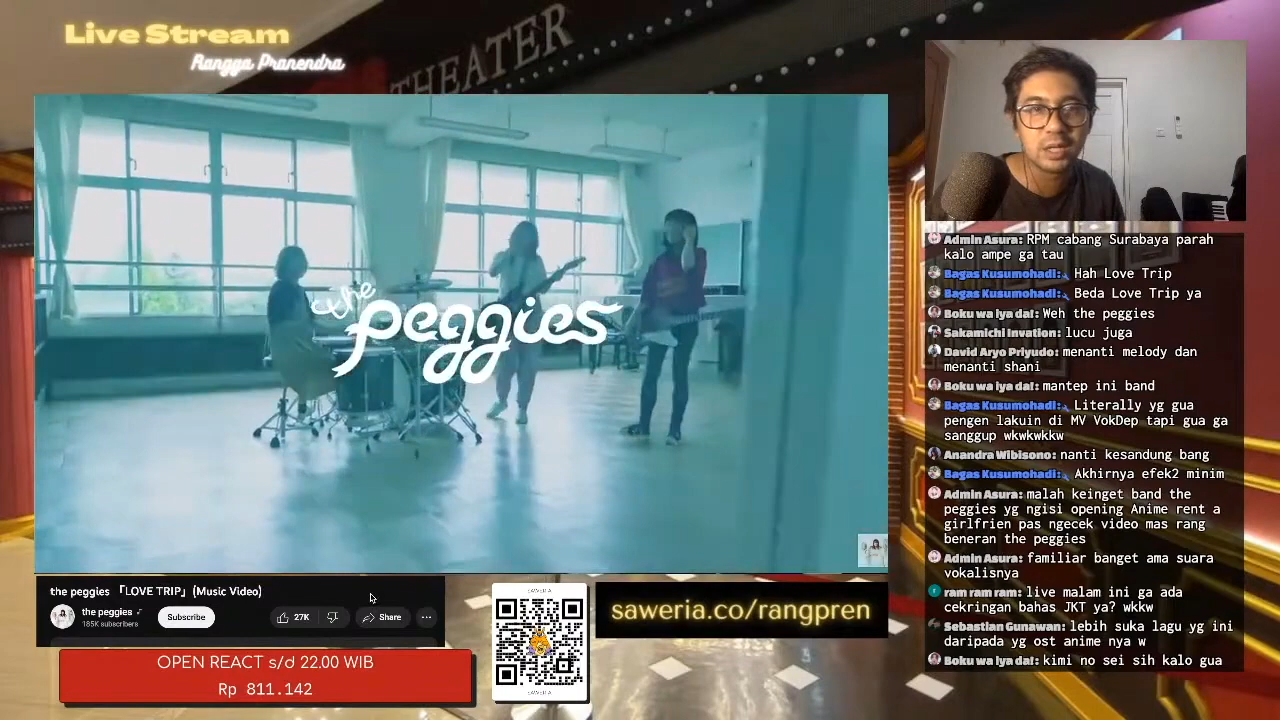 Live Stream
Rangga Pranendra
THEATER
the
peggies
the peggies 「LOVE TRIP」(Music Video)
the peggies
185K subscribers
Subscribe
27K
Share
OPEN REACT s/d 22.00 WIB
Rp 811.142
SAWERIA
SAWERIA
saweria.co/rangpren
Admin Asura: RPM cabang Surabaya parah
kalo ampe ga tau
Bagas Kusumohadi: Hah Love Trip
Bagas Kusumohadi: Beda Love Trip ya
Boku wa iya da!: Weh the peggies
Sakamichi Invation: lucu juga
David Aryo Priyudo: menanti melody dan
menanti shani
Boku wa iya da!: mantep ini band
Bagas Kusumohadi: Literally yg gua
pengen lakuin di MV VokDep tapi gua ga
sanggup wkwkwkkw
Anandra Wibisono: nanti kesandung bang
Bagas Kusumohadi: Akhirnya efek2 minim
Admin Asura: malah keinget band the
peggies yg ngisi opening Anime rent a
girlfrien pas ngecek video mas rang
beneran the peggies
Admin Asura: familiar banget ama suara
vokalisnya
ram ram ram: live malam ini ga ada
cekringan bahas JKT ya? wkkw
Sebastian Gunawan: lebih suka lagu yg ini
daripada yg ost anime nya w
Boku wa iya da!: kimi no sei sih kalo gua